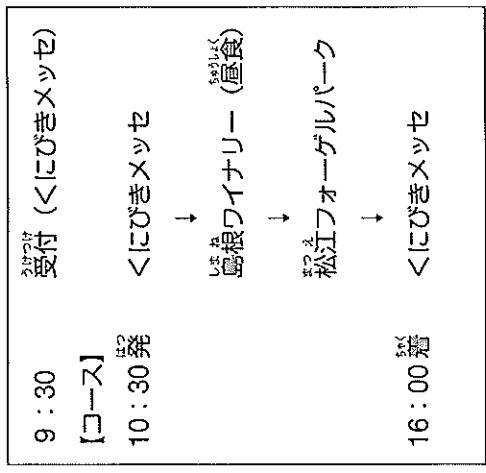 9：30　受付（くにびきメッセ）
【コース】
10：30発　くにびきメッセ
↓
島根ワイナリー（昼食）
↓
松江フォーゲルパーク
↓
16：00着　くにびきメッセ